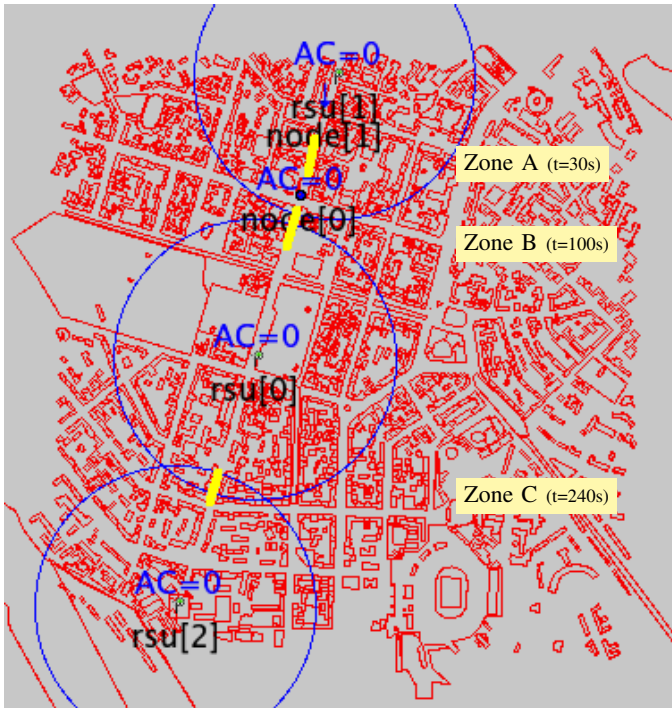 AC=0
rsu[1]
node[1]
Zone A (t=30s)
AC=0
node[0]
Zone B (t=100s)
AC=0
rsu[0]
Zone C (t=240s)
AC=0
rsu[2]